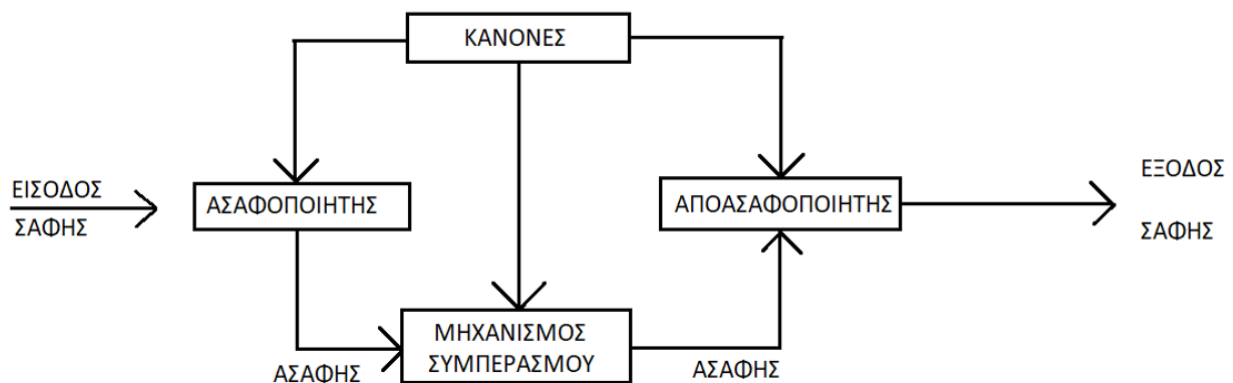 ΚΑΝΟΝΕΣ
ΕΙΣΟΔΟΣ
ΣΑΦΗΣ
ΑΣΑΦΟΠΟΙΗΤΗΣ
ΑΠΟΑΣΑΦΟΠΟΙΗΤΗΣ
ΕΞΟΔΟΣ
ΣΑΦΗΣ
ΜΗΧΑΝΙΣΜΟΣ
ΣΥΜΠΕΡΑΣΜΟΥ
ΑΣΑΦΗΣ
ΑΣΑΦΗΣ